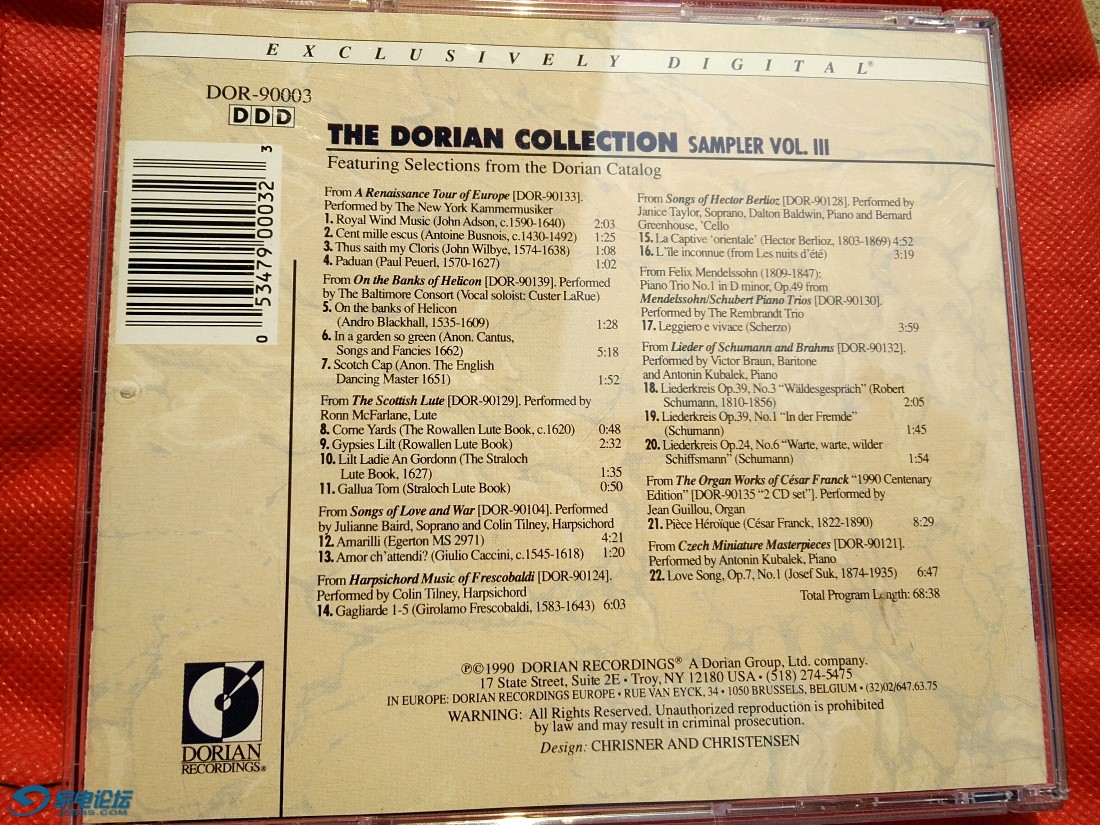 EXCLUSIVELY DIGITAL®
DOR-90003
DDD
THE DORIAN COLLECTION SAMPLER VOL. III
Featuring Selections from the Dorian Catalog
3
0 53479 00032
From A Renaissance Tour of Europe [DOR-90133].
Performed by The New York Kammermusiker
1. Royal Wind Music (John Adson, c.1590-1640) 2:03
2. Cent mille escus (Antoine Busnois, c.1430-1492) 1:25
3. Thus saith my Cloris (John Wilbye, 1574-1638) 1:08
4. Paduan (Paul Peuerl, 1570-1627) 1:02
From On the Banks of Helicon [DOR-90139]. Performed
by The Baltimore Consort (Vocal soloist: Custer LaRue)
5. On the banks of Helicon
(Andro Blackhall, 1535-1609) 1:28
6. In a garden so green (Anon. Cantus,
Songs and Fancies 1662) 5:18
7. Scotch Cap (Anon. The English
Dancing Master 1651) 1:52
From The Scottish Lute [DOR-90129]. Performed by
Ronn McFarlane, Lute
8. Corne Yards (The Rowallen Lute Book, c.1620) 0:48
9. Gypsies Lilt (Rowallen Lute Book) 2:32
10. Lilt Ladie An Gordonn (The Straloch
Lute Book, 1627) 1:35
11. Gallua Tom (Straloch Lute Book) 0:50
From Songs of Love and War [DOR-90104]. Performed
by Julianne Baird, Soprano and Colin Tilney, Harpsichord
12. Amarilli (Egerton MS 2971) 4:21
13. Amor ch'attendi? (Giulio Caccini, c.1545-1618) 1:20
From Harpsichord Music of Frescobaldi [DOR-90124].
Performed by Colin Tilney, Harpsichord
14. Gagliarde 1-5 (Girolamo Frescobaldi, 1583-1643) 6:03
From Songs of Hector Berlioz [DOR-90128]. Performed by
Janice Taylor, Soprano, Dalton Baldwin, Piano and Bernard
Greenhouse, 'Cello
15. La Captive 'orientale' (Hector Berlioz, 1803-1869) 4:52
16. L'île inconnue (from Les nuits d'été) 3:19
From Felix Mendelssohn (1809-1847):
Piano Trio No.1 in D minor, Op.49 from
Mendelssohn/Schubert Piano Trios [DOR-90130].
Performed by The Rembrandt Trio
17. Leggiero e vivace (Scherzo) 3:59
From Lieder of Schumann and Brahms [DOR-90132].
Performed by Victor Braun, Baritone
and Antonin Kubalek, Piano
18. Liederkreis Op.39, No.3 "Wäldesgespräch" (Robert
Schumann, 1810-1856) 2:05
19. Liederkreis Op.39, No.1 "In der Fremde"
(Schumann) 1:45
20. Liederkreis Op.24, No.6 "Warte, warte, wilder
Schiffsmann" (Schumann) 1:54
From The Organ Works of César Franck "1990 Centenary
Edition" [DOR-90135 "2 CD set"]. Performed by
Jean Guillou, Organ
21. Pièce Héroïque (César Franck, 1822-1890) 8:29
From Czech Miniature Masterpieces [DOR-90121].
Performed by Antonin Kubalek, Piano
22. Love Song, Op.7, No.1 (Josef Suk, 1874-1935) 6:47
Total Program Length: 68:38
DORIAN
RECORDINGS®
℗©1990 DORIAN RECORDINGS® A Dorian Group, Ltd. company.
17 State Street, Suite 2E • Troy, NY 12180 USA • (518) 274-5475
IN EUROPE: DORIAN RECORDINGS EUROPE • RUE VAN EYCK, 34 • 1050 BRUSSELS, BELGIUM • (32)02/647.63.75
WARNING: All Rights Reserved. Unauthorized reproduction is prohibited
by law and may result in criminal prosecution.
Design: CHRISNER AND CHRISTENSEN
家电论坛